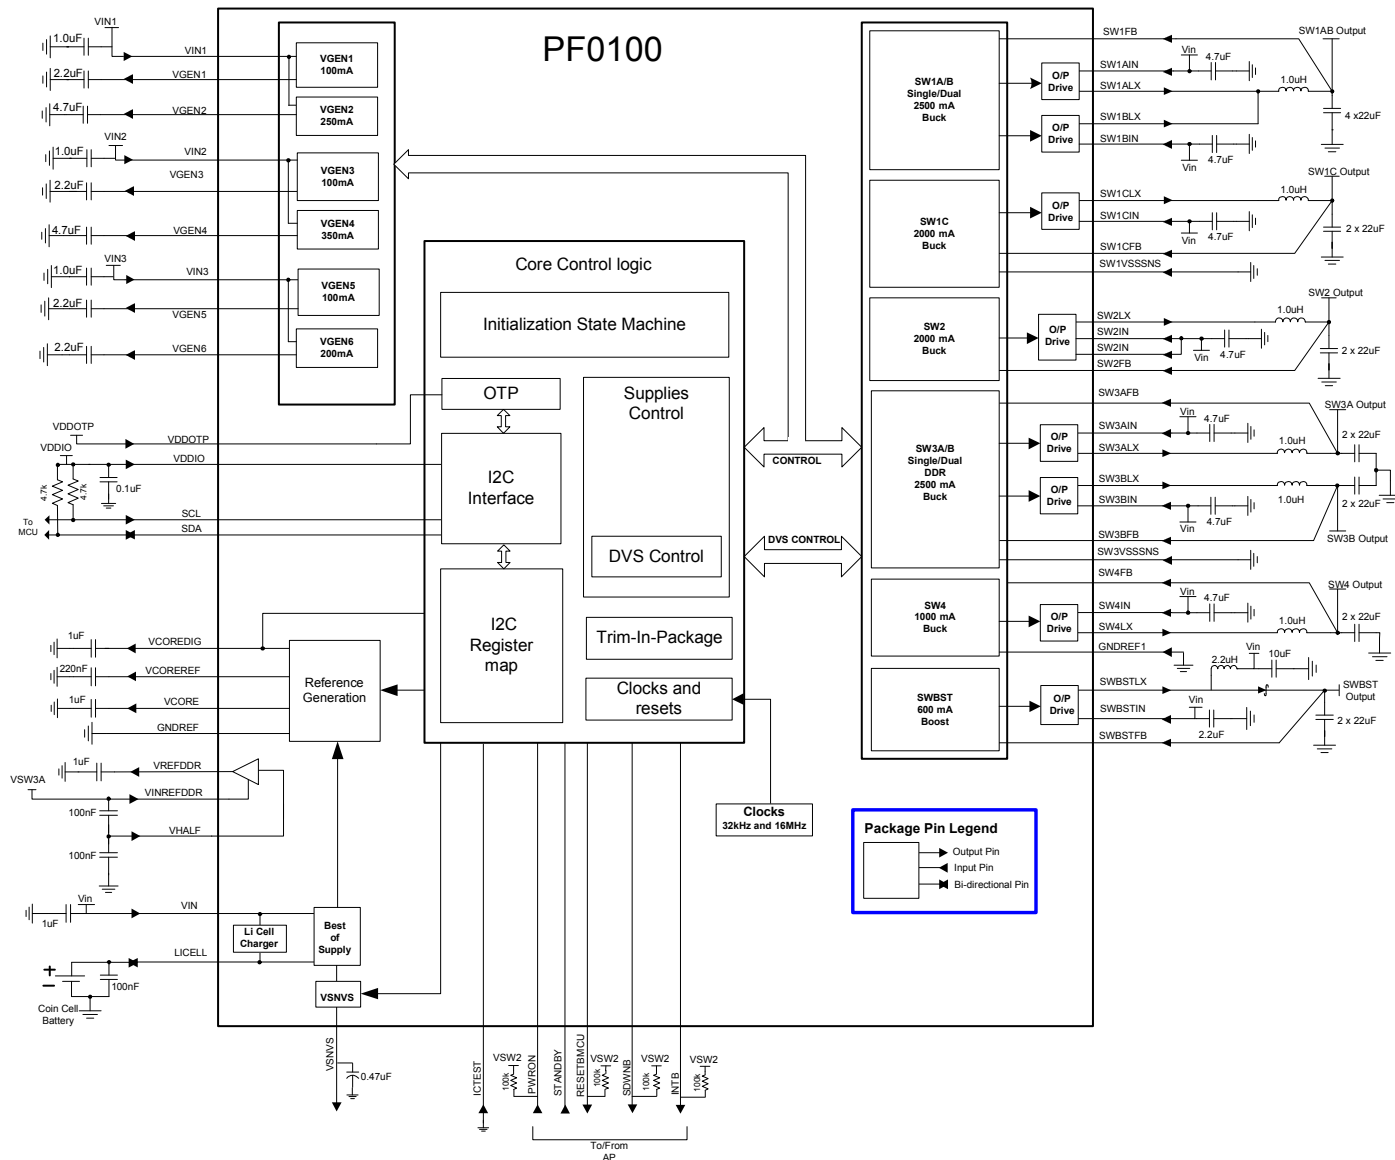 PF0100
VIN1
1.0uF
VIN1
2.2uF
VGEN1
4.7uF
VGEN2
VIN2
1.0uF
VIN2
VGEN3
2.2uF
VGEN4
4.7uF
VIN3
1.0uF
VIN3
2.2uF
VGEN5
2.2uF
VGEN6
VGEN1
100mA
VGEN2
250mA
VGEN3
100mA
VGEN4
350mA
VGEN5
100mA
VGEN6
200mA
VDDOTP
VDDOTP
VDDIO
VDDIO
4.7k
4.7k
0.1uF
To
MCU
SCL
SDA
1uF
VCOREDIG
220nF
VCOREREF
1uF
VCORE
GNDREF
1uF
VREFDDR
VSW3A
VINREFDDR
100nF
VHALF
100nF
Vin
VIN
1uF
LICELL
100nF
+
–
Coin Cell
Battery
Reference
Generation
Li Cell
Charger
Best
of
Supply
VSNVS
VSNVS
0.47uF
Core Control logic
Initialization State Machine
OTP
I2C
Interface
I2C
Register
map
Supplies
Control
DVS Control
Trim-In-Package
Clocks and
resets
Clocks
32kHz and 16MHz
CONTROL
DVS CONTROL
ICTEST
VSW2
100k
PWRON
STANDBY
RESETBMCU
VSW2
100k
SDWNB
VSW2
100k
INTB
VSW2
100k
To/From
AP
SW1A/B
Single/Dual
2500 mA
Buck
SW1C
2000 mA
Buck
SW2
2000 mA
Buck
SW3A/B
Single/Dual
DDR
2500 mA
Buck
SW4
1000 mA
Buck
SWBST
600 mA
Boost
O/P
Drive
O/P
Drive
O/P
Drive
O/P
Drive
O/P
Drive
O/P
Drive
O/P
Drive
O/P
Drive
SW1FB
SW1AB Output
Vin
4.7uF
SW1AIN
SW1ALX
1.0uH
4 x22uF
SW1BLX
SW1BIN
Vin
4.7uF
SW1C Output
SW1CLX
1.0uH
SW1CIN
Vin
4.7uF
2 x 22uF
SW1CFB
SW1VSSSNS
SW2 Output
SW2LX
1.0uH
SW2IN
SW2IN
Vin
4.7uF
2 x 22uF
SW2FB
SW3AFB
SW3A Output
Vin
4.7uF
SW3AIN
2 x 22uF
SW3ALX
1.0uH
SW3BLX
1.0uH
SW3BIN
Vin
4.7uF
2 x 22uF
SW3BFB
SW3B Output
SW3VSSSNS
SW4FB
SW4 Output
Vin
4.7uF
SW4IN
2 x 22uF
SW4LX
1.0uH
GNDREF1
Vin
10uF
2.2uH
SWBSTLX
SWBST
Output
Vin
SWBSTIN
2.2uF
2 x 22uF
SWBSTFB
Package Pin Legend
Output Pin
Input Pin
Bi-directional Pin